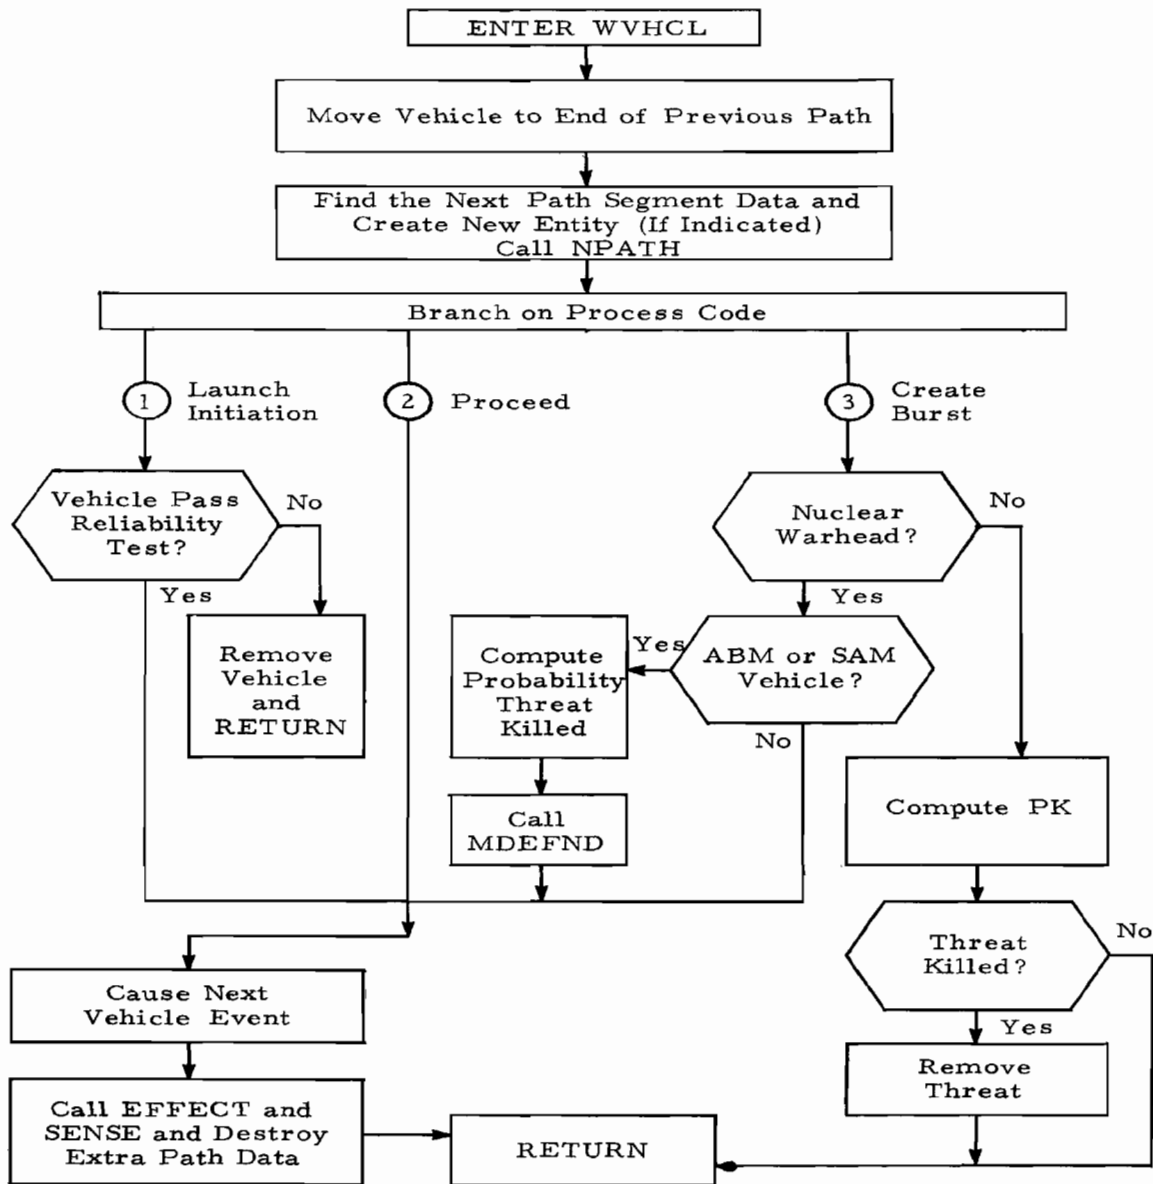 ENTER WVHCL
Move Vehicle to End of Previous Path
Find the Next Path Segment Data and
Create New Entity (If Indicated)
Call NPATH
Branch on Process Code
1
Launch
Initiation
2
Proceed
3
Create
Burst
Vehicle Pass
Reliability
Test?
No
Yes
Remove
Vehicle
and
RETURN
Nuclear
Warhead?
No
Yes
ABM or SAM
Vehicle?
Yes
No
Compute
Probability
Threat
Killed
Call
MDEFND
Compute PK
Threat
Killed?
No
Yes
Remove
Threat
Cause Next
Vehicle Event
Call EFFECT and
SENSE and Destroy
Extra Path Data
RETURN